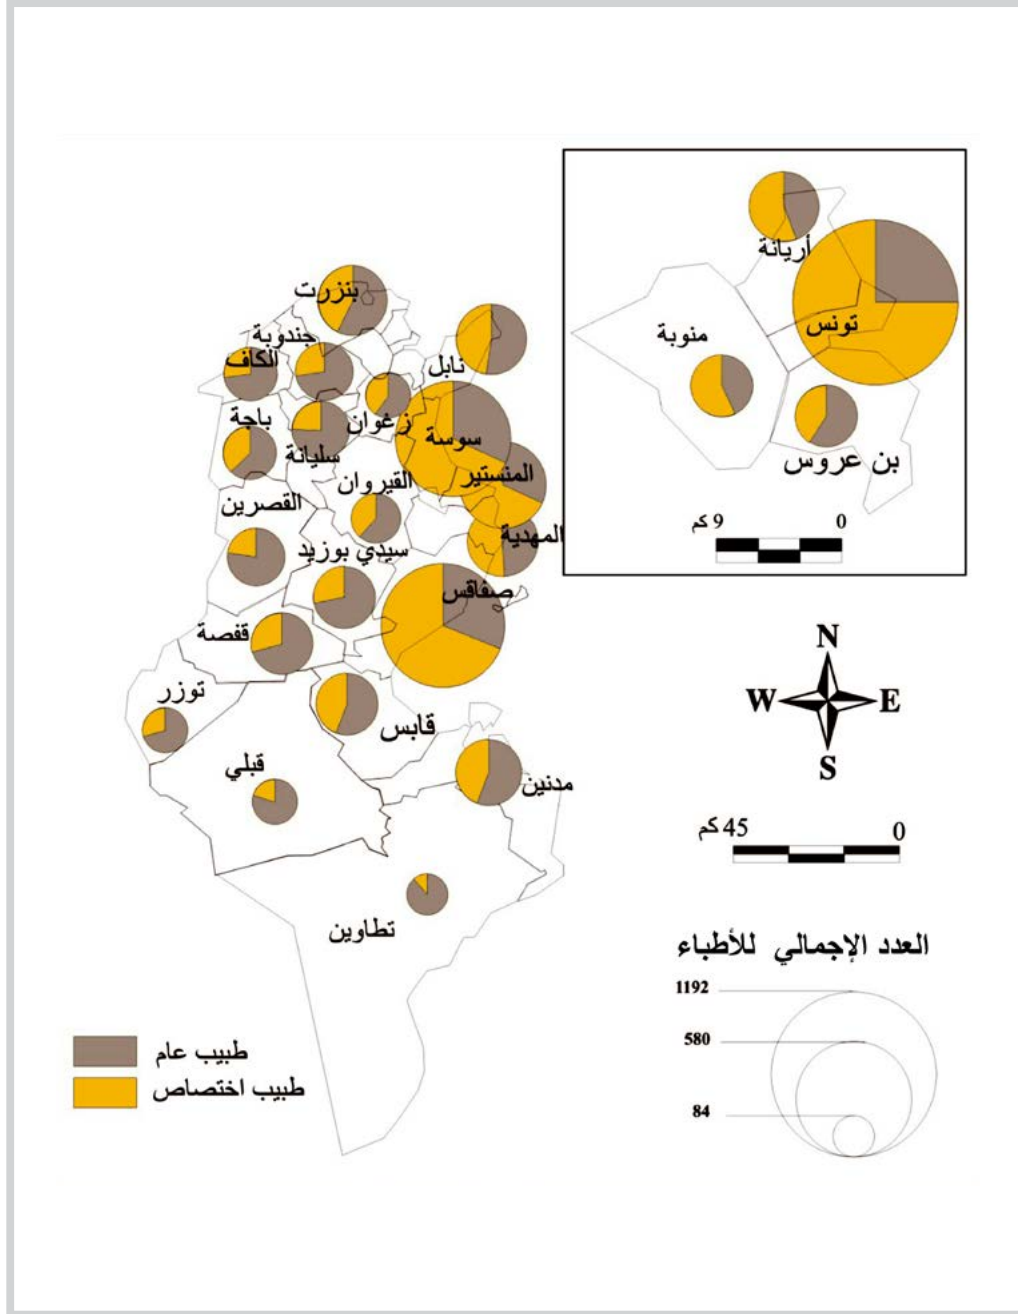 أريانة
تونس
منوبة
بن عروس
9 كم
0
بنزرت
جندوبة
الكاف
نابل
باجة
زغوان
سوسة
سليانة
المنستير
القيروان
القصرين
المهدية
سيدي بوزيد
صفاقس
قفصة
توزر
قابس
قبلي
مدنين
تطاوين
N
W
E
S
45 كم
0
العدد الإجمالي للأطباء
1192
580
84
طبيب عام
طبيب اختصاص